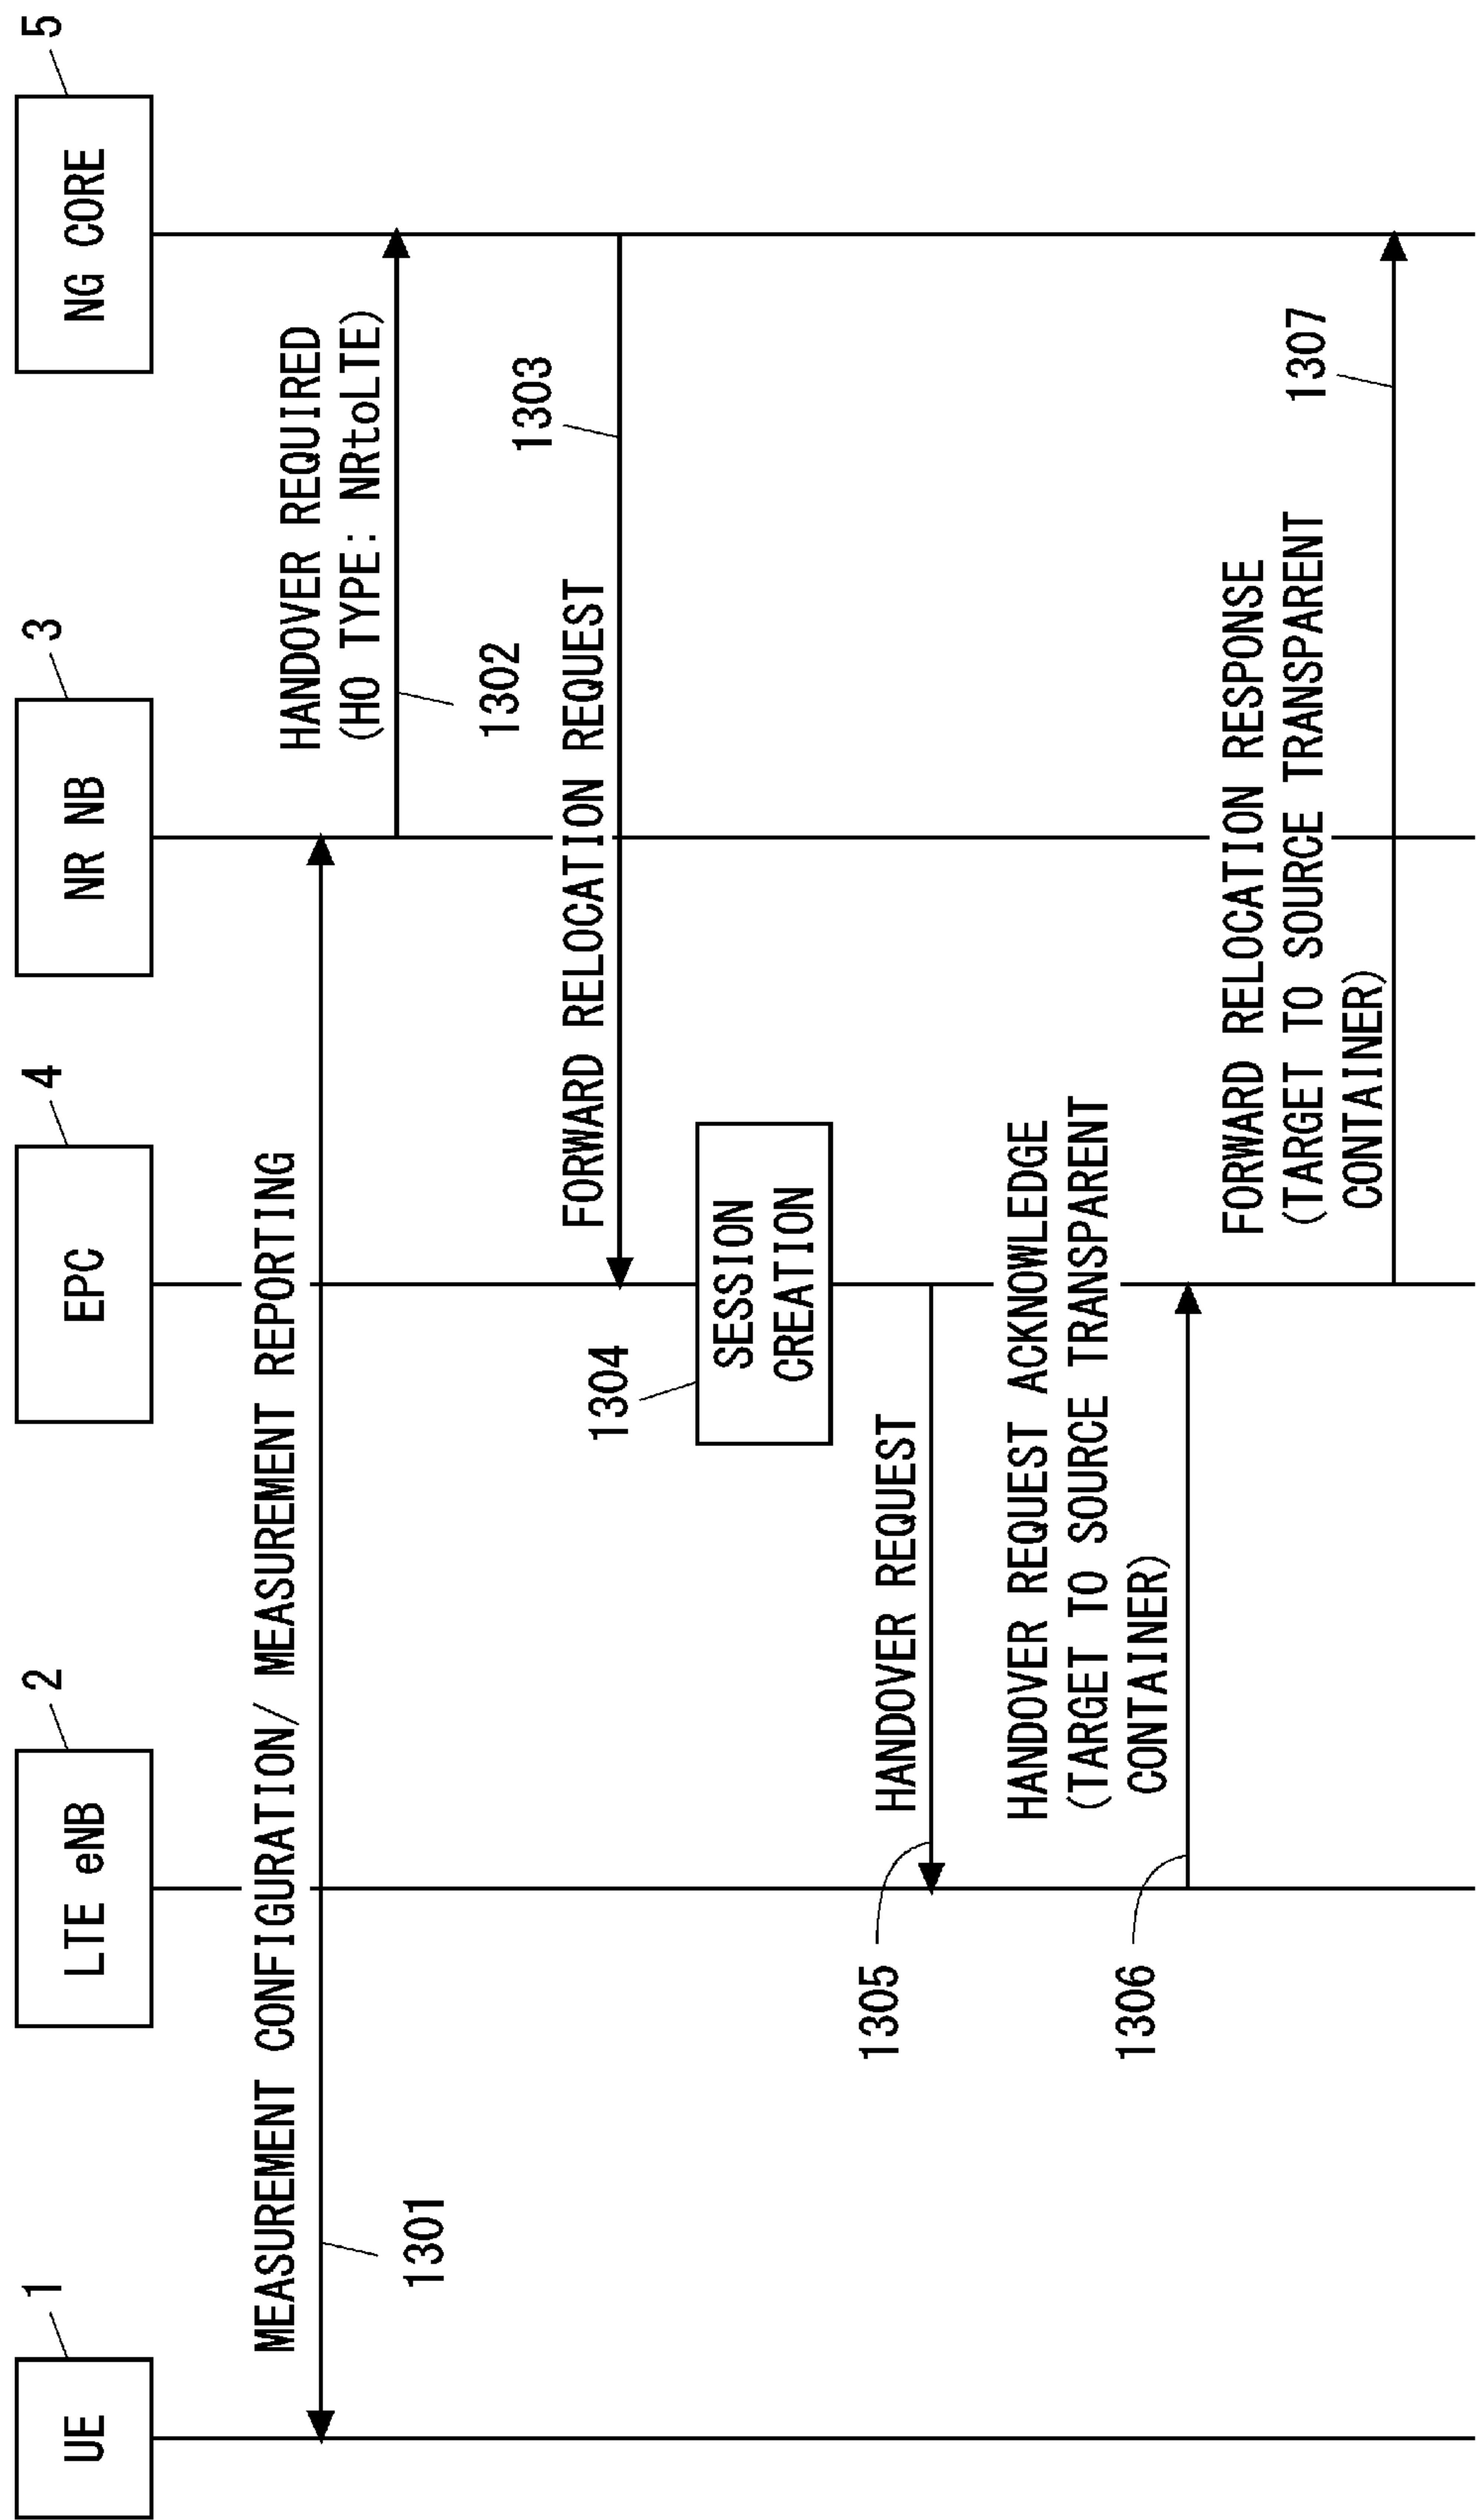 1
2
4
3
5
UE
LTE eNB
EPC
NR NB
NG CORE
MEASUREMENT CONFIGURATION/ MEASUREMENT REPORTING
1301
HANDOVER REQUIRED
(HO TYPE: NRtoLTE)
1302
1303
FORWARD RELOCATION REQUEST
1304
SESSION
CREATION
HANDOVER REQUEST
1305
HANDOVER REQUEST ACKNOWLEDGE
(TARGET TO SOURCE TRANSPARENT
CONTAINER)
1306
FORWARD RELOCATION RESPONSE
(TARGET TO SOURCE TRANSPARENT
CONTAINER)
1307